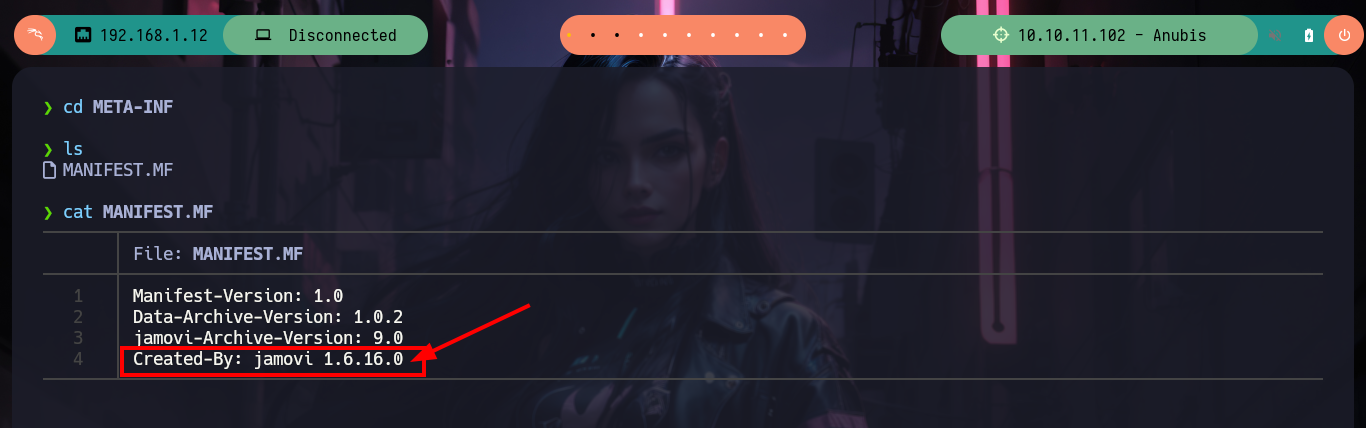 192.168.1.12 Disconnected 10.10.11.102 - Anubis
❯ cd META-INF
❯ ls
MANIFEST.MF
❯ cat MANIFEST.MF
File: MANIFEST.MF
1 Manifest-Version: 1.0
2 Data-Archive-Version: 1.0.2
3 jamovi-Archive-Version: 9.0
4 Created-By: jamovi 1.6.16.0